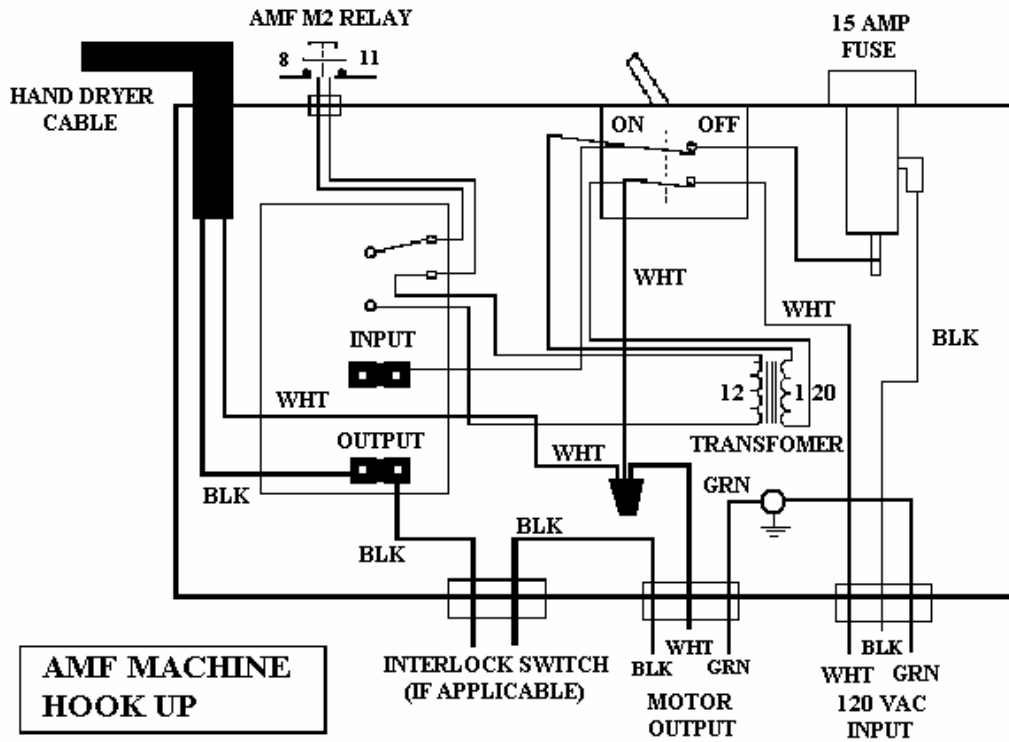 AMF M2 RELAY
8 11
15 AMP
FUSE
HAND DRYER
CABLE
ON OFF
WHT
WHT
BLK
INPUT
WHT
12 120
TRANSFOMER
OUTPUT
WHT
BLK
GRN
BLK
BLK
AMF MACHINE
HOOK UP
INTERLOCK SWITCH
(IF APPLICABLE)
BLK WHT GRN
MOTOR
OUTPUT
WHT BLK GRN
120 VAC
INPUT